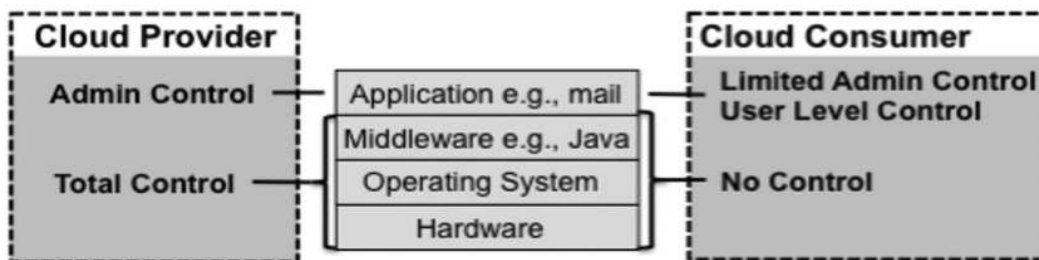 Cloud Provider
Admin Control
Total Control
Application e.g., mail
Middleware e.g., Java
Operating System
Hardware
Cloud Consumer
Limited Admin Control
User Level Control
No Control